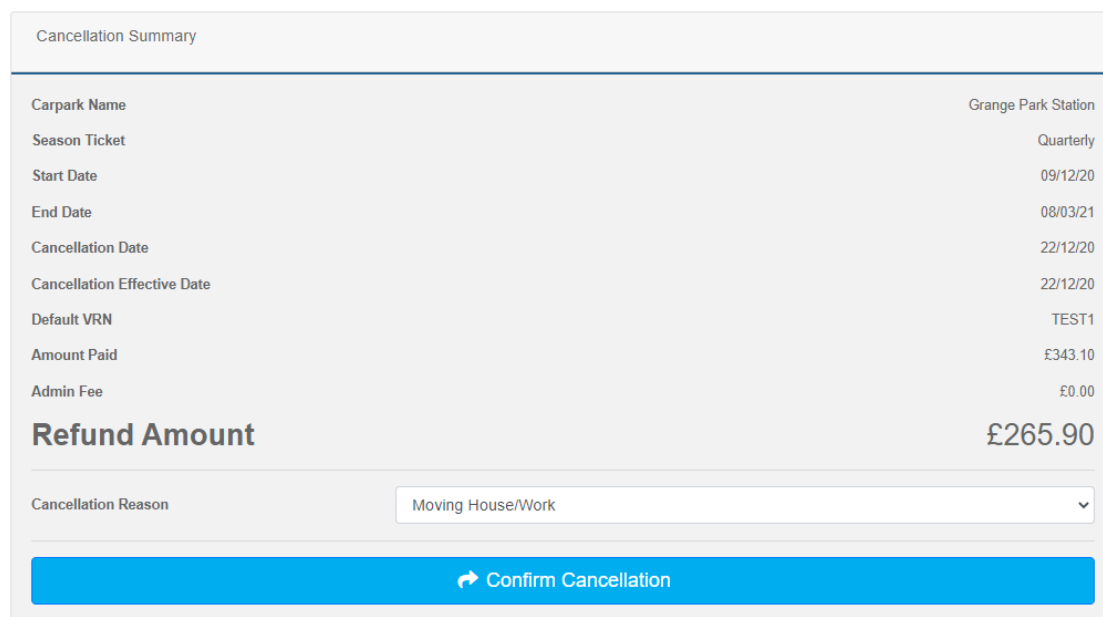 Cancellation Summary
Carpark Name Grange Park Station
Season Ticket Quarterly
Start Date 09/12/20
End Date 08/03/21
Cancellation Date 22/12/20
Cancellation Effective Date 22/12/20
Default VRN TEST1
Amount Paid £343.10
Admin Fee £0.00
Refund Amount £265.90
Cancellation Reason Moving House/Work
Confirm Cancellation